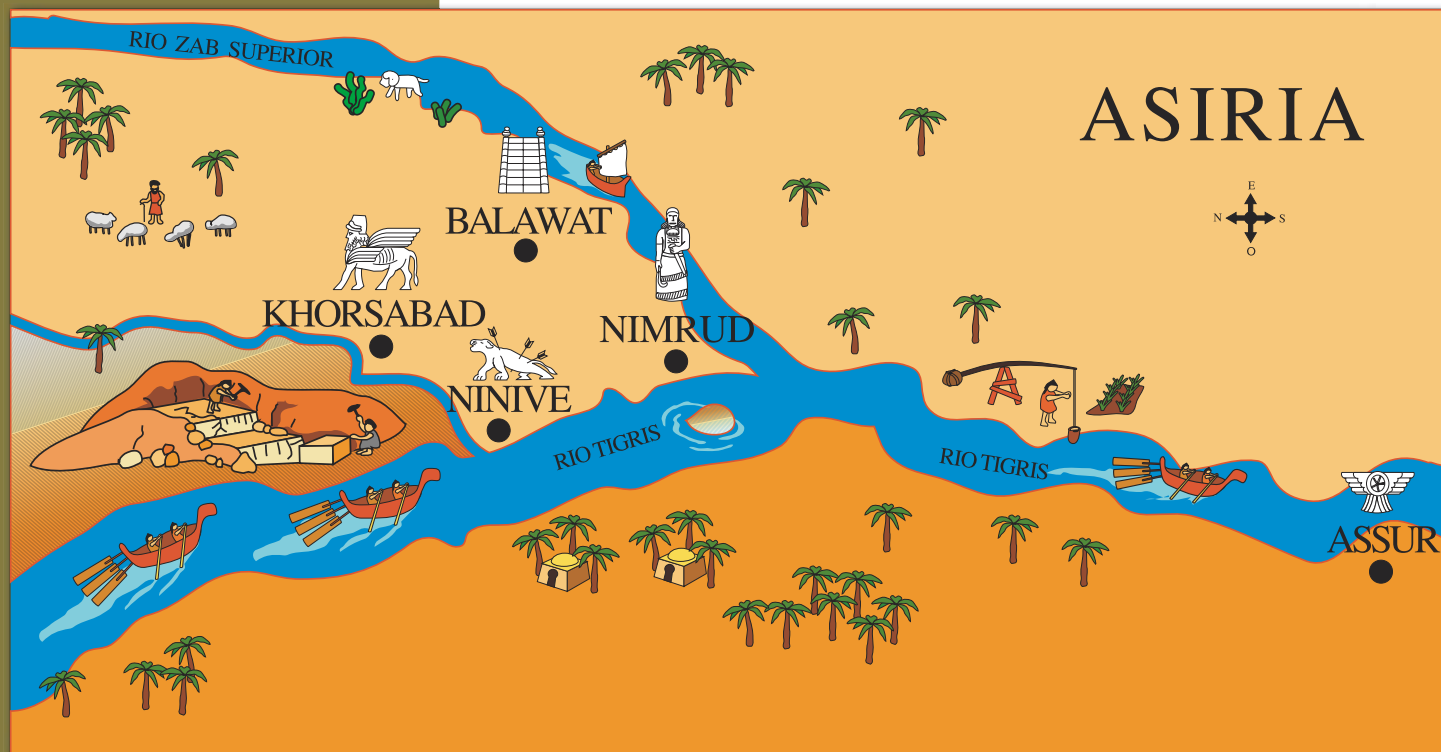 RIO ZAB SUPERIOR
ASIRIA
E
N S
O
BALAWAT
KHORSABAD
NIMRUD
NINIVE
RIO TIGRIS
RIO TIGRIS
ASSUR